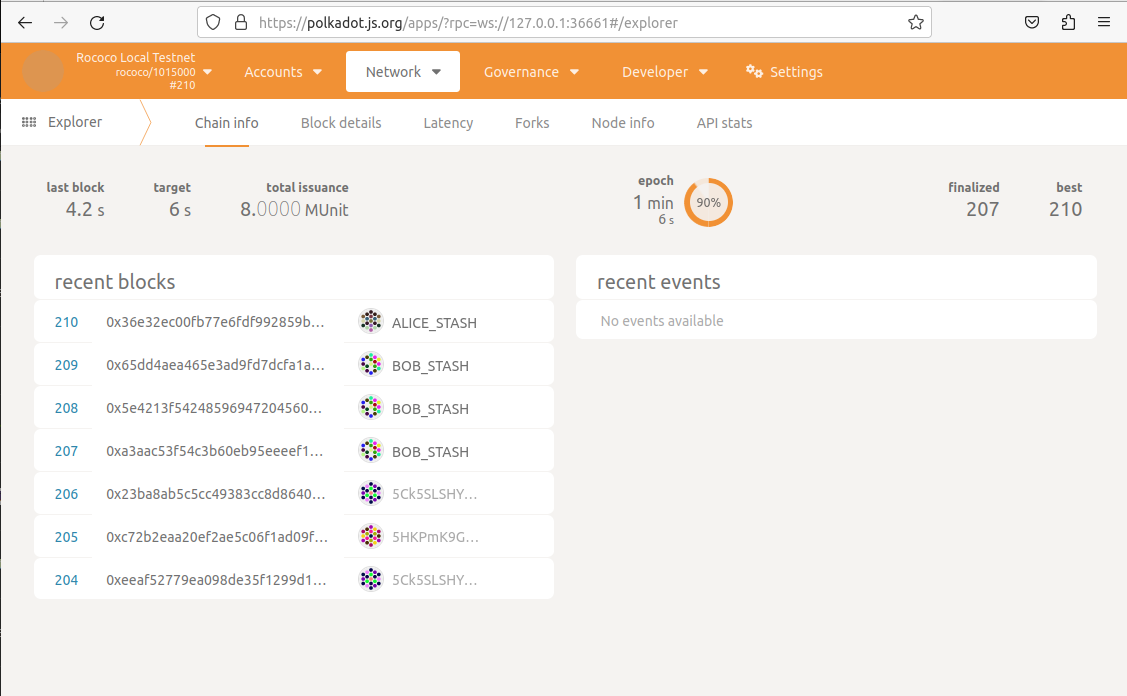 https://polkadot.js.org/apps/?rpc=ws://127.0.0.1:36661#/explorer
Rococo Local Testnet
rococo/1015000
#210
Accounts
Network
Governance
Developer
Settings
Explorer
Chain info
Block details
Latency
Forks
Node info
API stats
last block
4.2 s
target
6 s
total issuance
8.0000 MUnit
epoch
1 min
6 s
90%
finalized
207
best
210
recent blocks
210 0x36e32ec00fb77e6fdf992859b… ALICE_STASH
209 0x65dd4aea465e3ad9fd7dcfa1a… BOB_STASH
208 0x5e4213f54248596947204560… BOB_STASH
207 0xa3aac53f54c3b60eb95eeeef1… BOB_STASH
206 0x23ba8ab5c5cc49383cc8d8640… 5Ck5SLSHY…
205 0xc72b2eaa20ef2ae5c06f1ad09f… 5HKPmK9G…
204 0xeeaf52779ea098de35f1299d1… 5Ck5SLSHY…
recent events
No events available